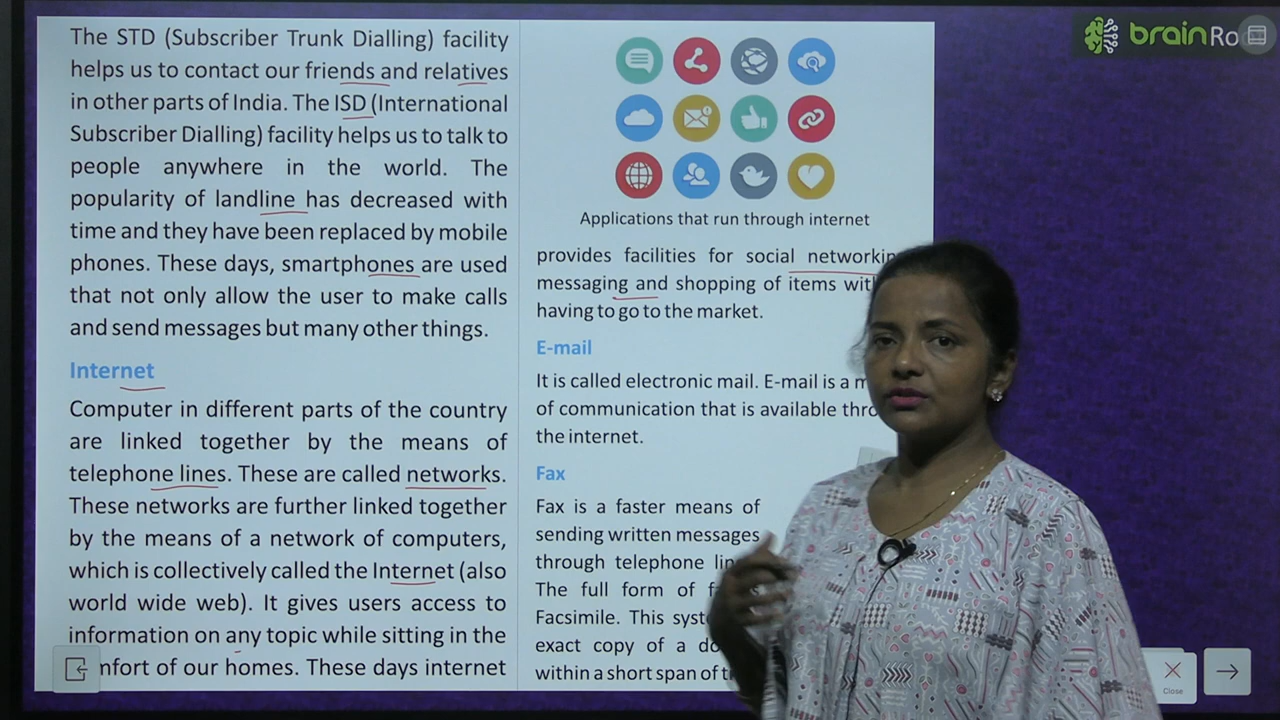 The STD (Subscriber Trunk Dialling) facility
helps us to contact our friends and relatives
in other parts of India. The ISD (International
Subscriber Dialling) facility helps us to talk to
people anywhere in the world. The
popularity of landline has decreased with
time and they have been replaced by mobile
phones. These days, smartphones are used
that not only allow the user to make calls
and send messages but many other things.
Internet
Computer in different parts of the country
are linked together by the means of
telephone lines. These are called networks.
These networks are further linked together
by the means of a network of computers,
which is collectively called the Internet (also
world wide web). It gives users access to
information on any topic while sitting in the
mfort of our homes. These days internet
Applications that run through internet
provides facilities for social networkin
messaging and shopping of items wit
having to go to the market.
E-mail
It is called electronic mail. E-mail is a m
of communication that is available thro
the internet.
Fax
Fax is a faster means of
sending written messages
through telephone lin
The full form of f
Facsimile. This syst
exact copy of a do
within a short span of t
brainRo
Close